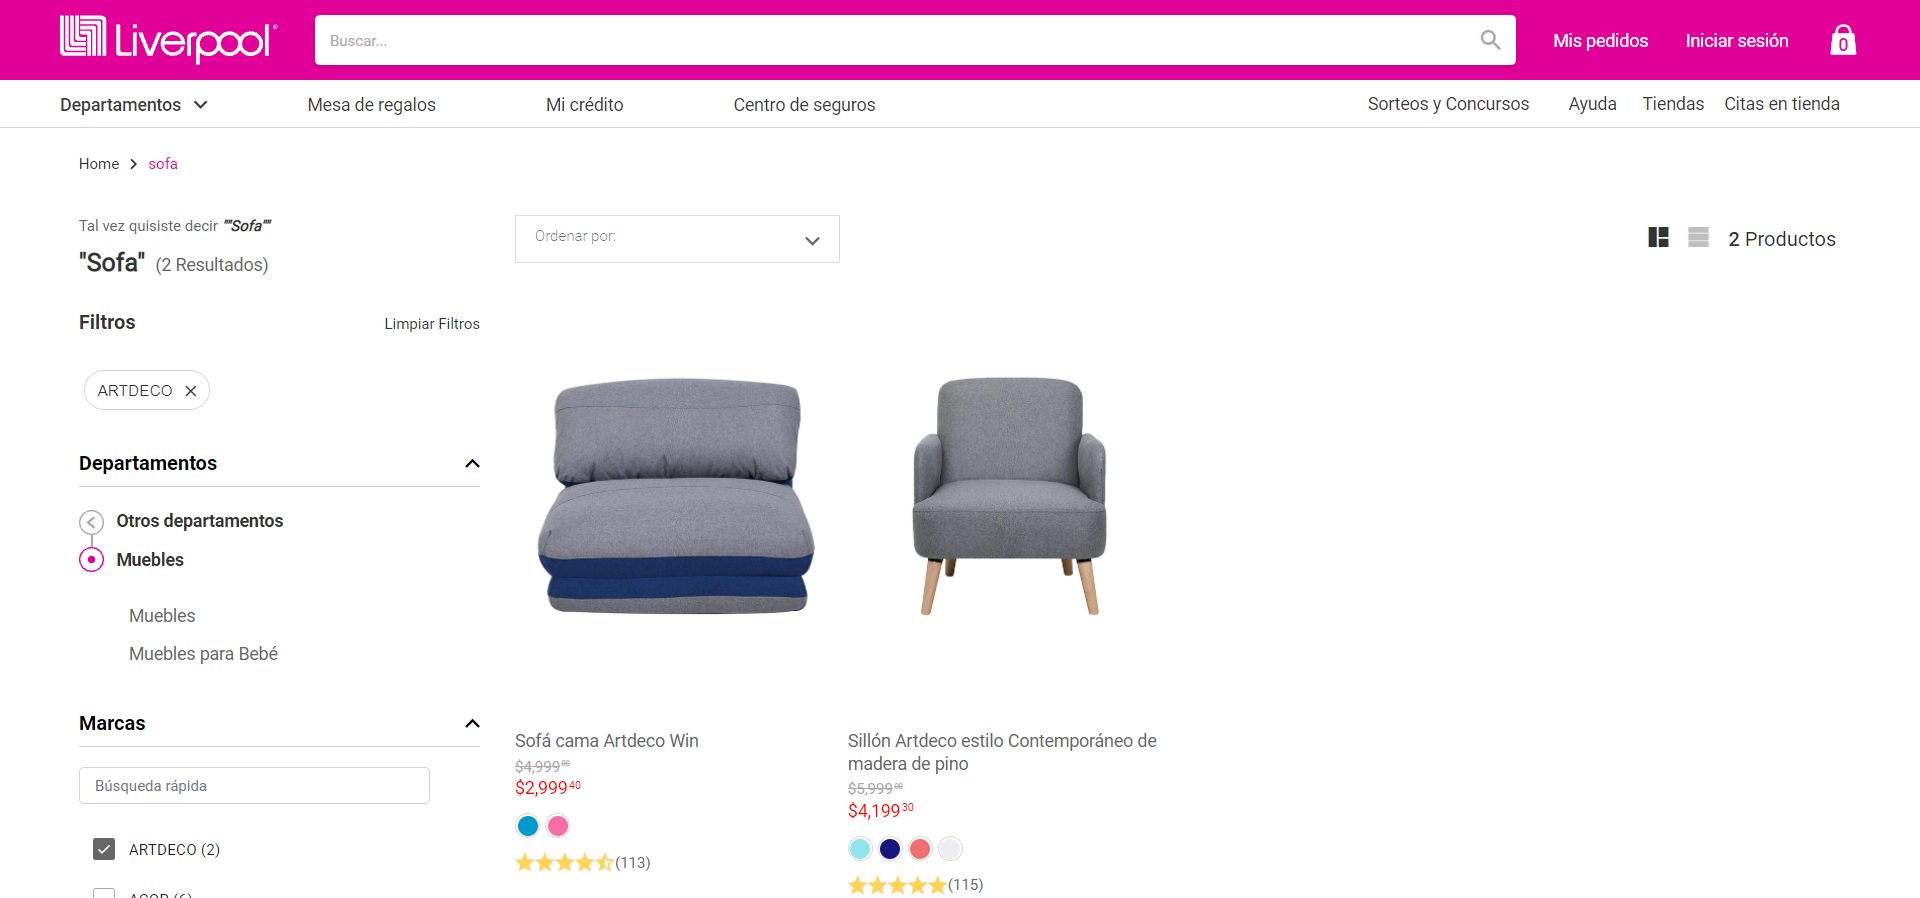 Liverpool
Buscar...
Mis pedidos
Iniciar sesión
0
Departamentos
Mesa de regalos
Mi crédito
Centro de seguros
Sorteos y Concursos
Ayuda
Tiendas
Citas en tienda
Home > sofa
Tal vez quisiste decir ""Sofa""
"Sofa" (2 Resultados)
Ordenar por:
2 Productos
Filtros
Limpiar Filtros
ARTDECO
Departamentos
Otros departamentos
Muebles
Muebles
Muebles para Bebé
Marcas
Búsqueda rápida
ARTDECO (2)
Sofá cama Artdeco Win
$4,999.00
$2,999.40
(113)
Sillón Artdeco estilo Contemporáneo de
madera de pino
$5,999.00
$4,199.30
(115)